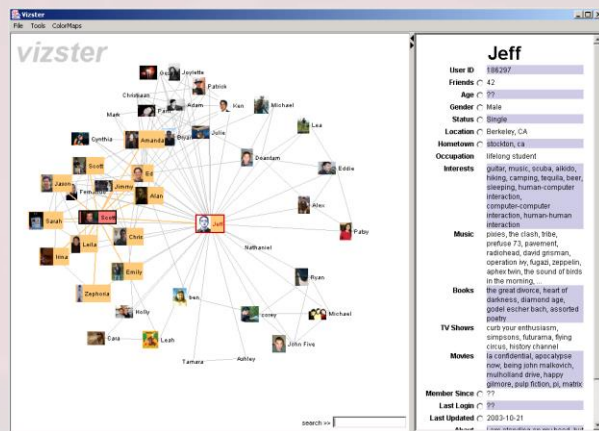 Vizster
File Tools ColorMaps
vizster
Joylette
Patrick
Christiaan
Adam
Ken
Michael
Mark
Lea
Cynthia
Amanda
Bryan
Julie
Scott
Ed
Deardam
Eddie
Jason
Jimmy
Alan
Alex
Sarah
Scott
Jeff
Paby
Leila
Chris
Nathaniel
Irina
Emily
Ryan
Zephoria
ben
Holly
corey
Michael
Cara
Leah
John Five
Tamara
Ashley
search >>
Jeff
User ID 186297
Friends 42
Age ??
Gender Male
Status Single
Location Berkeley, CA
Hometown stockton, ca
Occupation lifelong student
Interests guitar, music, scuba, aikido,
hiking, camping, tequila, beer,
sleeping, human-computer
interaction,
computer-computer
interaction, human-human
interaction
Music pixies, the clash, tribe,
prefuse 73, pavement,
radiohead, david grisman,
operation ivy, fugazi, zeppelin,
aphex twin, the sound of birds
in the morning, ...
Books the great divorce, heart of
darkness, diamond age,
godel escher bach, assorted
poetry
TV Shows curb your enthusiasm,
simpsons, futurama, flying
circus, history channel
Movies la confidential, apocalypse
now, being john malkovich,
mulholland drive, happy
gilmore, pulp fiction, pi, matrix
Member Since ??
Last Login ??
Last Updated 2003-10-21